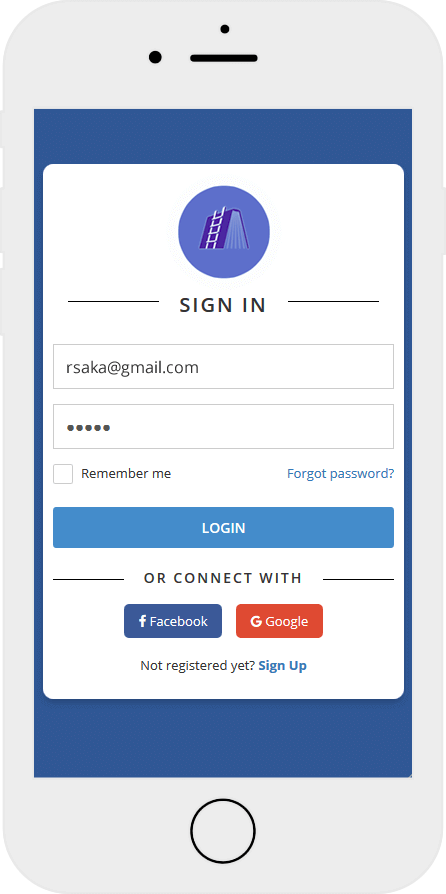 SIGN IN
rsaka@gmail.com
•••••
Remember me Forgot password?
LOGIN
OR CONNECT WITH
Facebook Google
Not registered yet? Sign Up